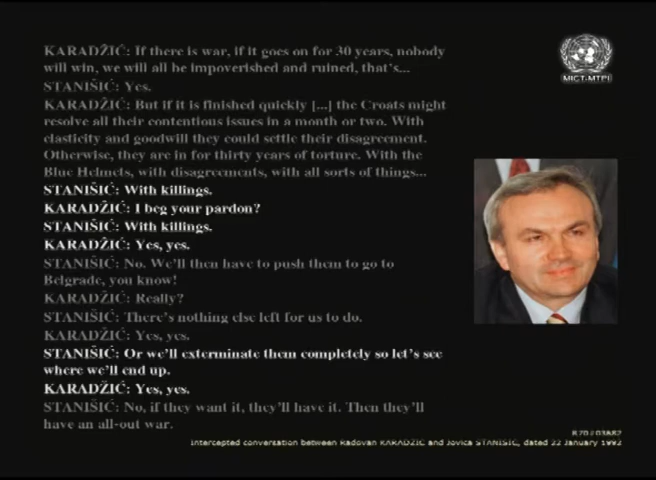 KARADŽIĆ: If there is war, if it goes on for 30 years, nobody
will win, we will all be impoverished and ruined, that's...
STANIŠIĆ: Yes.
KARADŽIĆ: But if it is finished quickly [...] the Croats might
resolve all their contentious issues in a month or two. With
elasticity and goodwill they could settle their disagreement.
Otherwise, they are in for thirty years of torture. With the
Blue Helmets, with disagreements, with all sorts of things...
STANIŠIĆ: With killings.
KARADŽIĆ: I beg your pardon?
STANIŠIĆ: With killings.
KARADŽIĆ: Yes, yes.
STANIŠIĆ: No. We'll then have to push them to go to
Belgrade, you know!
KARADŽIĆ: Really?
STANIŠIĆ: There's nothing else left for us to do.
KARADŽIĆ: Yes, yes.
STANIŠIĆ: Or we'll exterminate them completely so let's see
where we'll end up.
KARADŽIĆ: Yes, yes.
STANIŠIĆ: No, if they want it, they'll have it. Then they'll
have an all-out war.
MICT-MTPI
Intercepted conversation between Radovan KARADŽIĆ and Jovica STANIŠIĆ, dated 22 January 1992